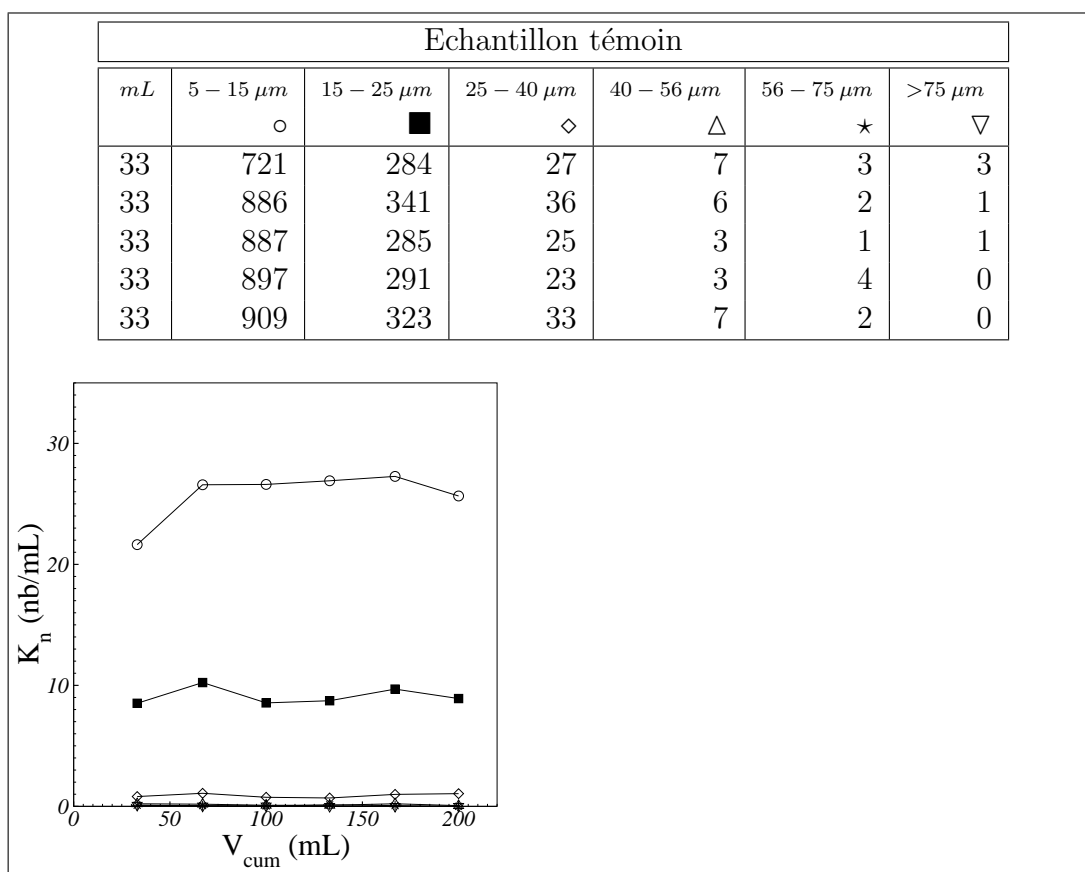 Echantillon témoin
mL 5 − 15 μm 15 − 25 μm 25 − 40 μm 40 − 56 μm 56 − 75 μm >75 μm
○ ■ ◇ △ ⋆ ▽
33 721 284 27 7 3 3
33 886 341 36 6 2 1
33 887 285 25 3 1 1
33 897 291 23 3 4 0
33 909 323 33 7 2 0
30
20
10
0
K_n (nb/mL)
0 50 100 150 200
V_cum (mL)